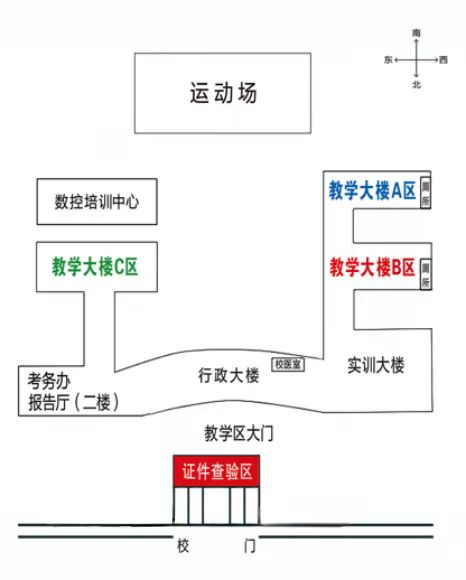 南
东 西
北
运动场
教学大楼A区
厕所
数控培训中心
教学大楼C区
教学大楼B区
厕所
校医室
实训大楼
行政大楼
考务办
报告厅（二楼）
教学区大门
证件查验区
校 门